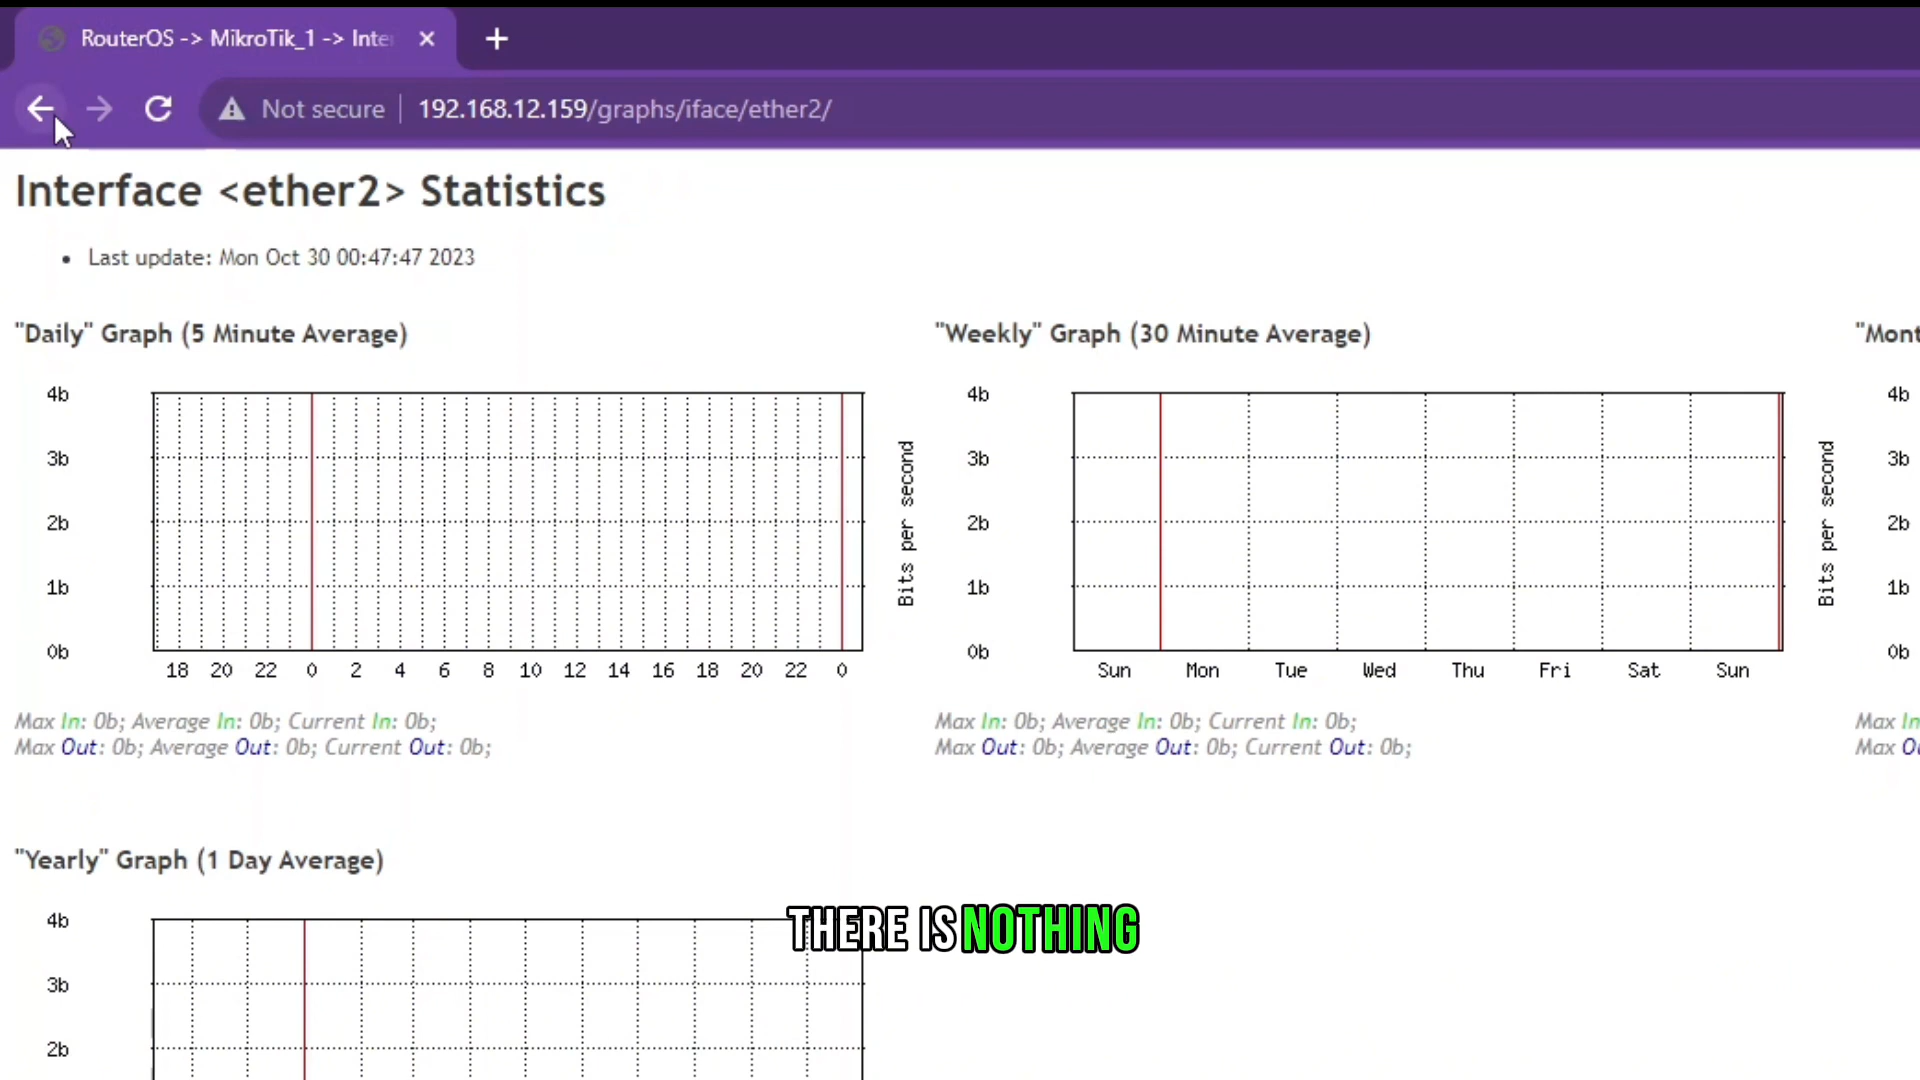 RouterOS -> MikroTik_1 -> Inte
Not secure 192.168.12.159/graphs/iface/ether2/
Interface <ether2> Statistics
Last update: Mon Oct 30 00:47:47 2023
"Daily" Graph (5 Minute Average)
4b
3b
2b
1b
0b
18 20 22 0 2 4 6 8 10 12 14 16 18 20 22 0
Bits per second
Max In: 0b; Average In: 0b; Current In: 0b;
Max Out: 0b; Average Out: 0b; Current Out: 0b;
"Weekly" Graph (30 Minute Average)
4b
3b
2b
1b
0b
Sun Mon Tue Wed Thu Fri Sat Sun
Bits per second
Max In: 0b; Average In: 0b; Current In: 0b;
Max Out: 0b; Average Out: 0b; Current Out: 0b;
"Mont
4b
3b
2b
1b
0b
Max In
Max Ou
"Yearly" Graph (1 Day Average)
4b
3b
2b
THERE IS NOTHING